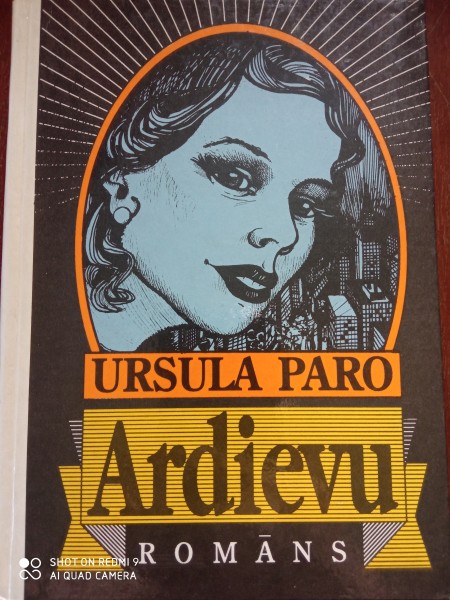 URSULA PARO
Ardievu
ROMĀNS
SHOT ON REDMI 9
AI QUAD CAMERA